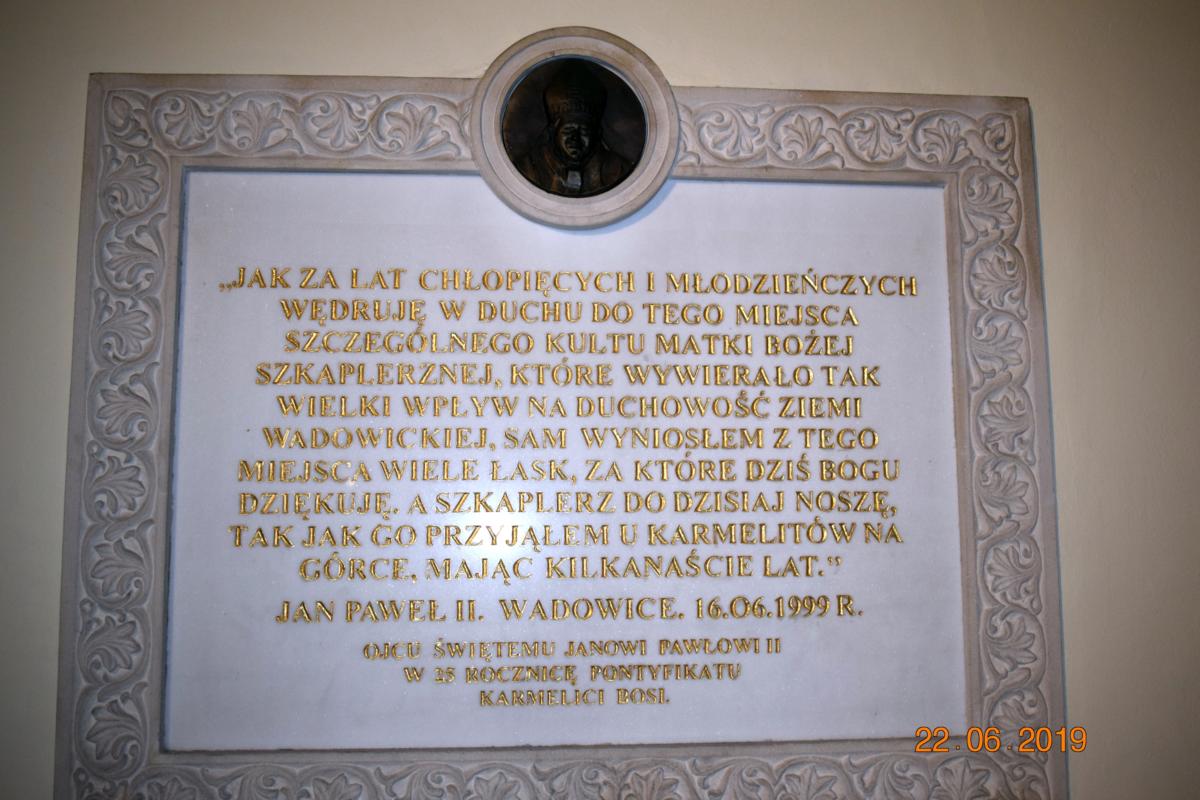 „JAK ZA LAT CHŁOPIĘCYCH I MŁODZIEŃCZYCH
WĘDRUJĘ W DUCHU DO TEGO MIEJSCA
SZCZEGÓLNEGO KULTU MATKI BOŻEJ
SZKAPLERZNEJ, KTÓRE WYWIERAŁO TAK
WIELKI WPŁYW NA DUCHOWOŚĆ ZIEMI
WADOWICKIEJ, SAM WYNIOSŁEM Z TEGO
MIEJSCA WIELE ŁASK, ZA KTÓRE DZIŚ BOGU
DZIĘKUJĘ. A SZKAPLERZ DO DZISIAJ NOSZĘ,
TAK JAK GO PRZYJĄŁEM U KARMELITÓW NA
GÓRCE, MAJĄC KILKANAŚCIE LAT."
JAN PAWEŁ II. WADOWICE. 16.06.1999 R.
OJCU ŚWIĘTEMU JANOWI PAWŁOWI II
W 25 ROCZNICĘ PONTYFIKATU
KARMELICI BOSI.
22.06.2019